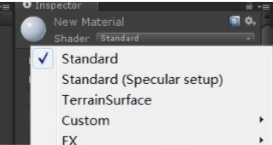 Inspector
New Material
Shader Standard
Standard
Standard (Specular setup)
TerrainSurface
Custom
FX